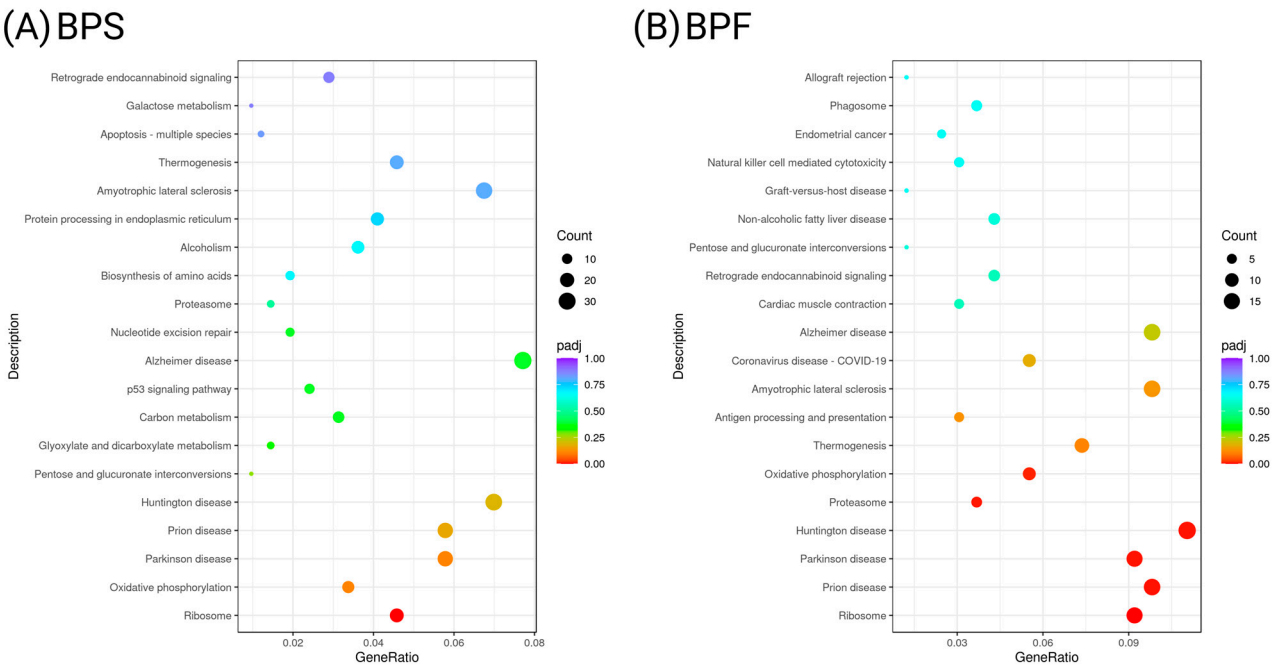 (A) BPS
Retrograde endocannabinoid signaling
Galactose metabolism
Apoptosis - multiple species
Thermogenesis
Amyotrophic lateral sclerosis
Protein processing in endoplasmic reticulum
Alcoholism
Biosynthesis of amino acids
Proteasome
Nucleotide excision repair
Alzheimer disease
p53 signaling pathway
Carbon metabolism
Glyoxylate and dicarboxylate metabolism
Pentose and glucuronate interconversions
Huntington disease
Prion disease
Parkinson disease
Oxidative phosphorylation
Ribosome
Description
0.02 0.04 0.06 0.08
GeneRatio
Count
10
20
30
padj
1.00
0.75
0.50
0.25
0.00
(B) BPF
Allograft rejection
Phagosome
Endometrial cancer
Natural killer cell mediated cytotoxicity
Graft-versus-host disease
Non-alcoholic fatty liver disease
Pentose and glucuronate interconversions
Retrograde endocannabinoid signaling
Cardiac muscle contraction
Alzheimer disease
Coronavirus disease - COVID-19
Amyotrophic lateral sclerosis
Antigen processing and presentation
Thermogenesis
Oxidative phosphorylation
Proteasome
Huntington disease
Parkinson disease
Prion disease
Ribosome
Description
0.03 0.06 0.09
GeneRatio
Count
5
10
15
padj
1.00
0.75
0.50
0.25
0.00